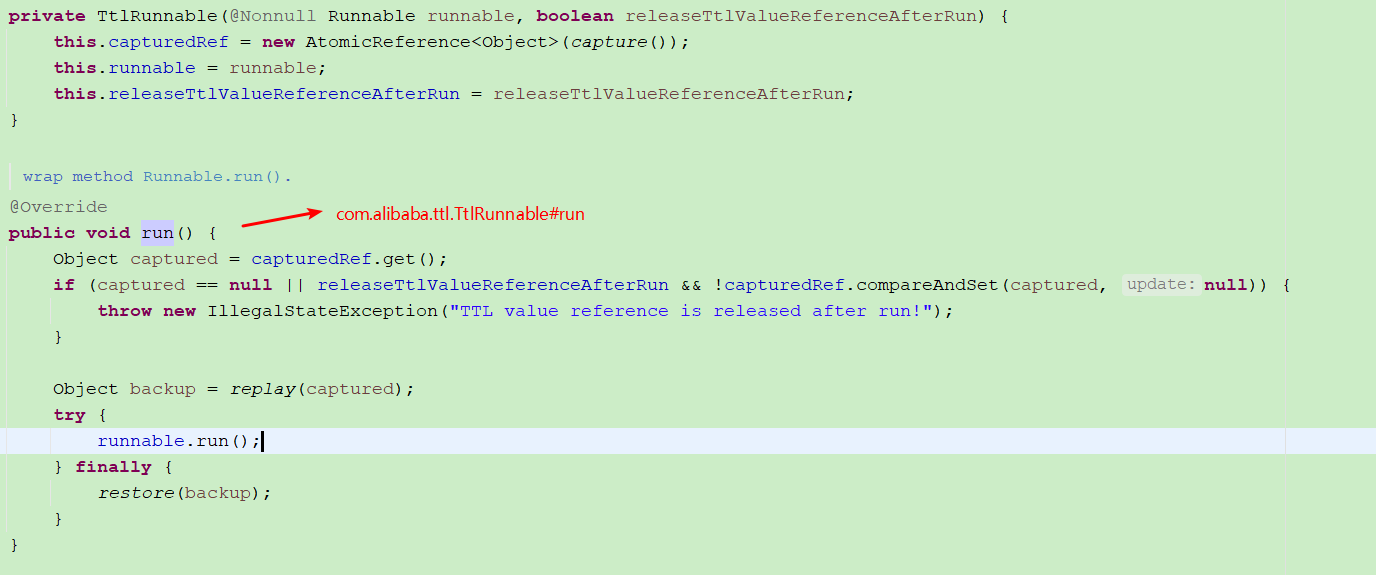 private TtlRunnable(@Nonnull Runnable runnable, boolean releaseTtlValueReferenceAfterRun) {
    this.capturedRef = new AtomicReference<Object>(capture());
    this.runnable = runnable;
    this.releaseTtlValueReferenceAfterRun = releaseTtlValueReferenceAfterRun;
}
wrap method Runnable.run().
@Override
com.alibaba.ttl.TtlRunnable#run
public void run() {
    Object captured = capturedRef.get();
    if (captured == null || releaseTtlValueReferenceAfterRun && !capturedRef.compareAndSet(captured, update: null)) {
        throw new IllegalStateException("TTL value reference is released after run!");
    }
    Object backup = replay(captured);
    try {
        runnable.run();
    } finally {
        restore(backup);
    }
}